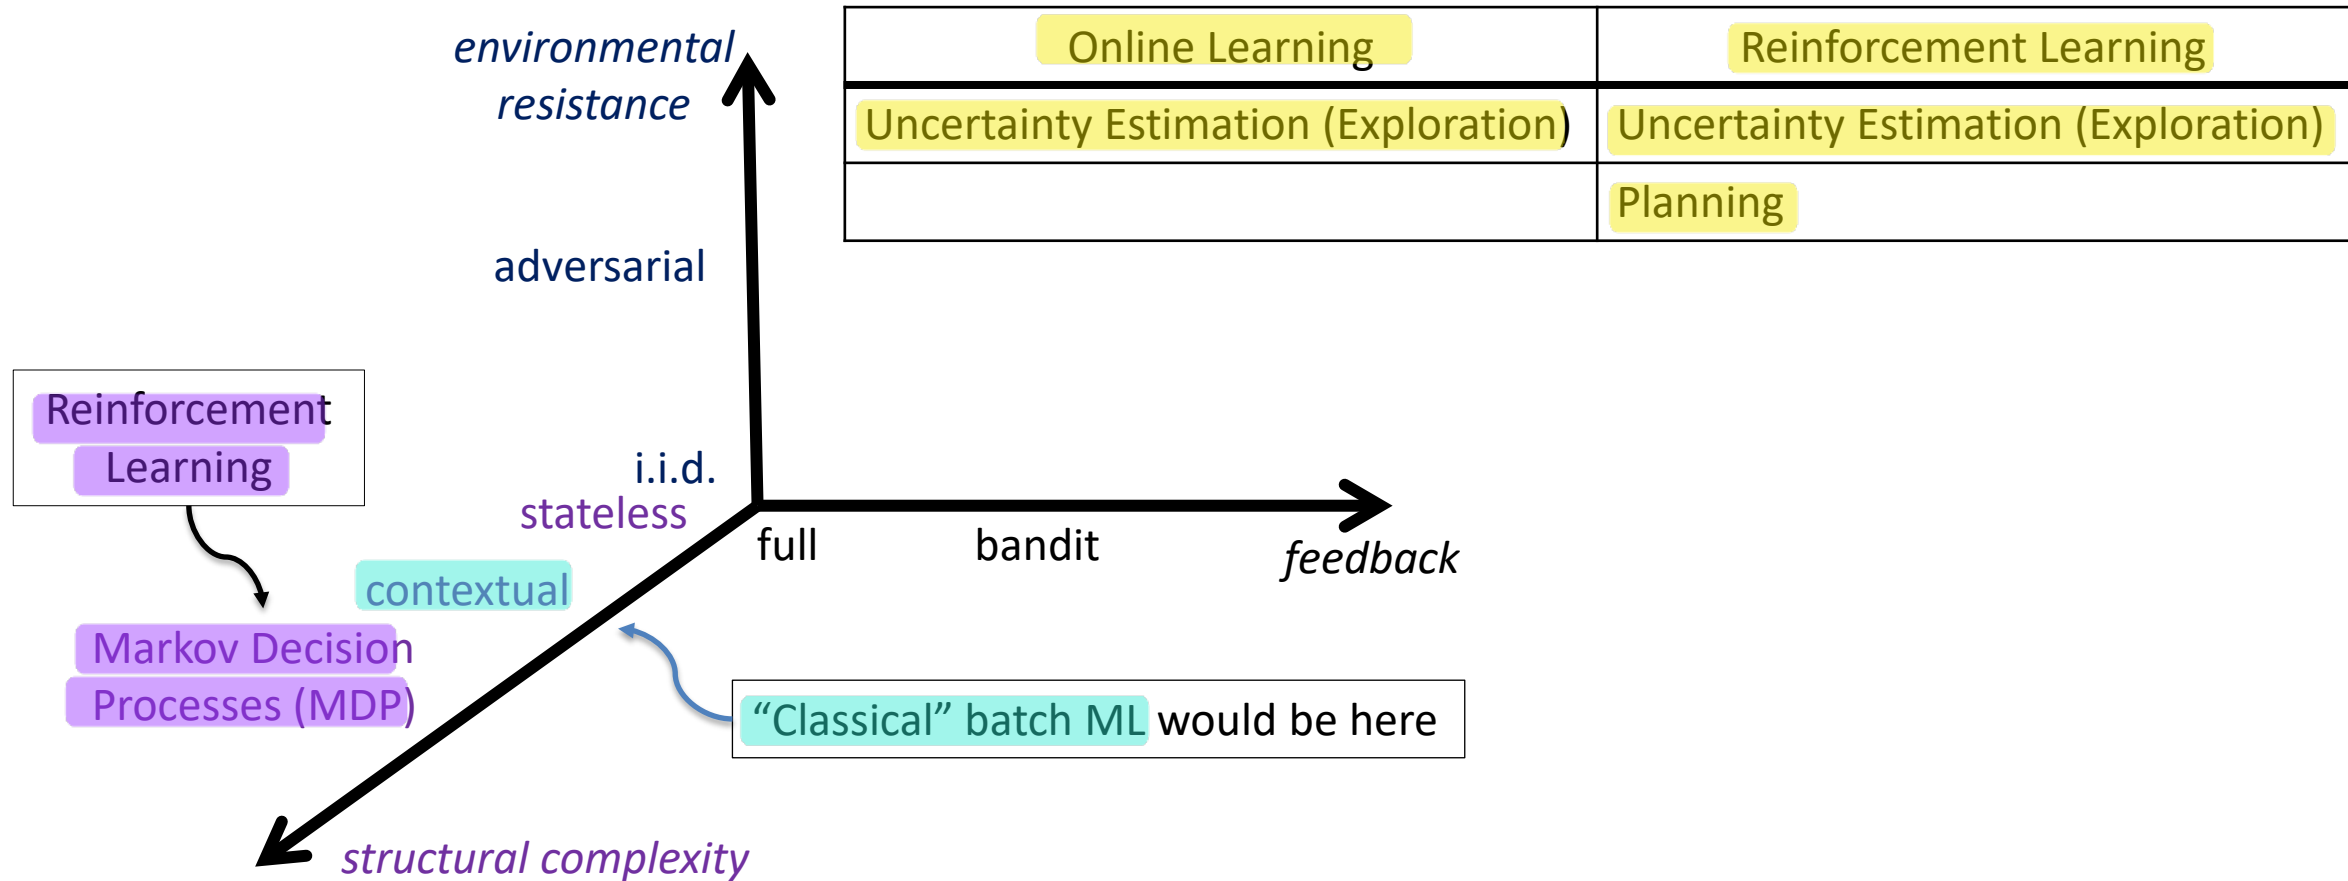 environmental
resistance
Online Learning
Reinforcement Learning
Uncertainty Estimation (Exploration)
Uncertainty Estimation (Exploration)
Planning
adversarial
Reinforcement
Learning
i.i.d.
stateless
full
bandit
feedback
contextual
Markov Decision
Processes (MDP)
“Classical” batch ML would be here
structural complexity